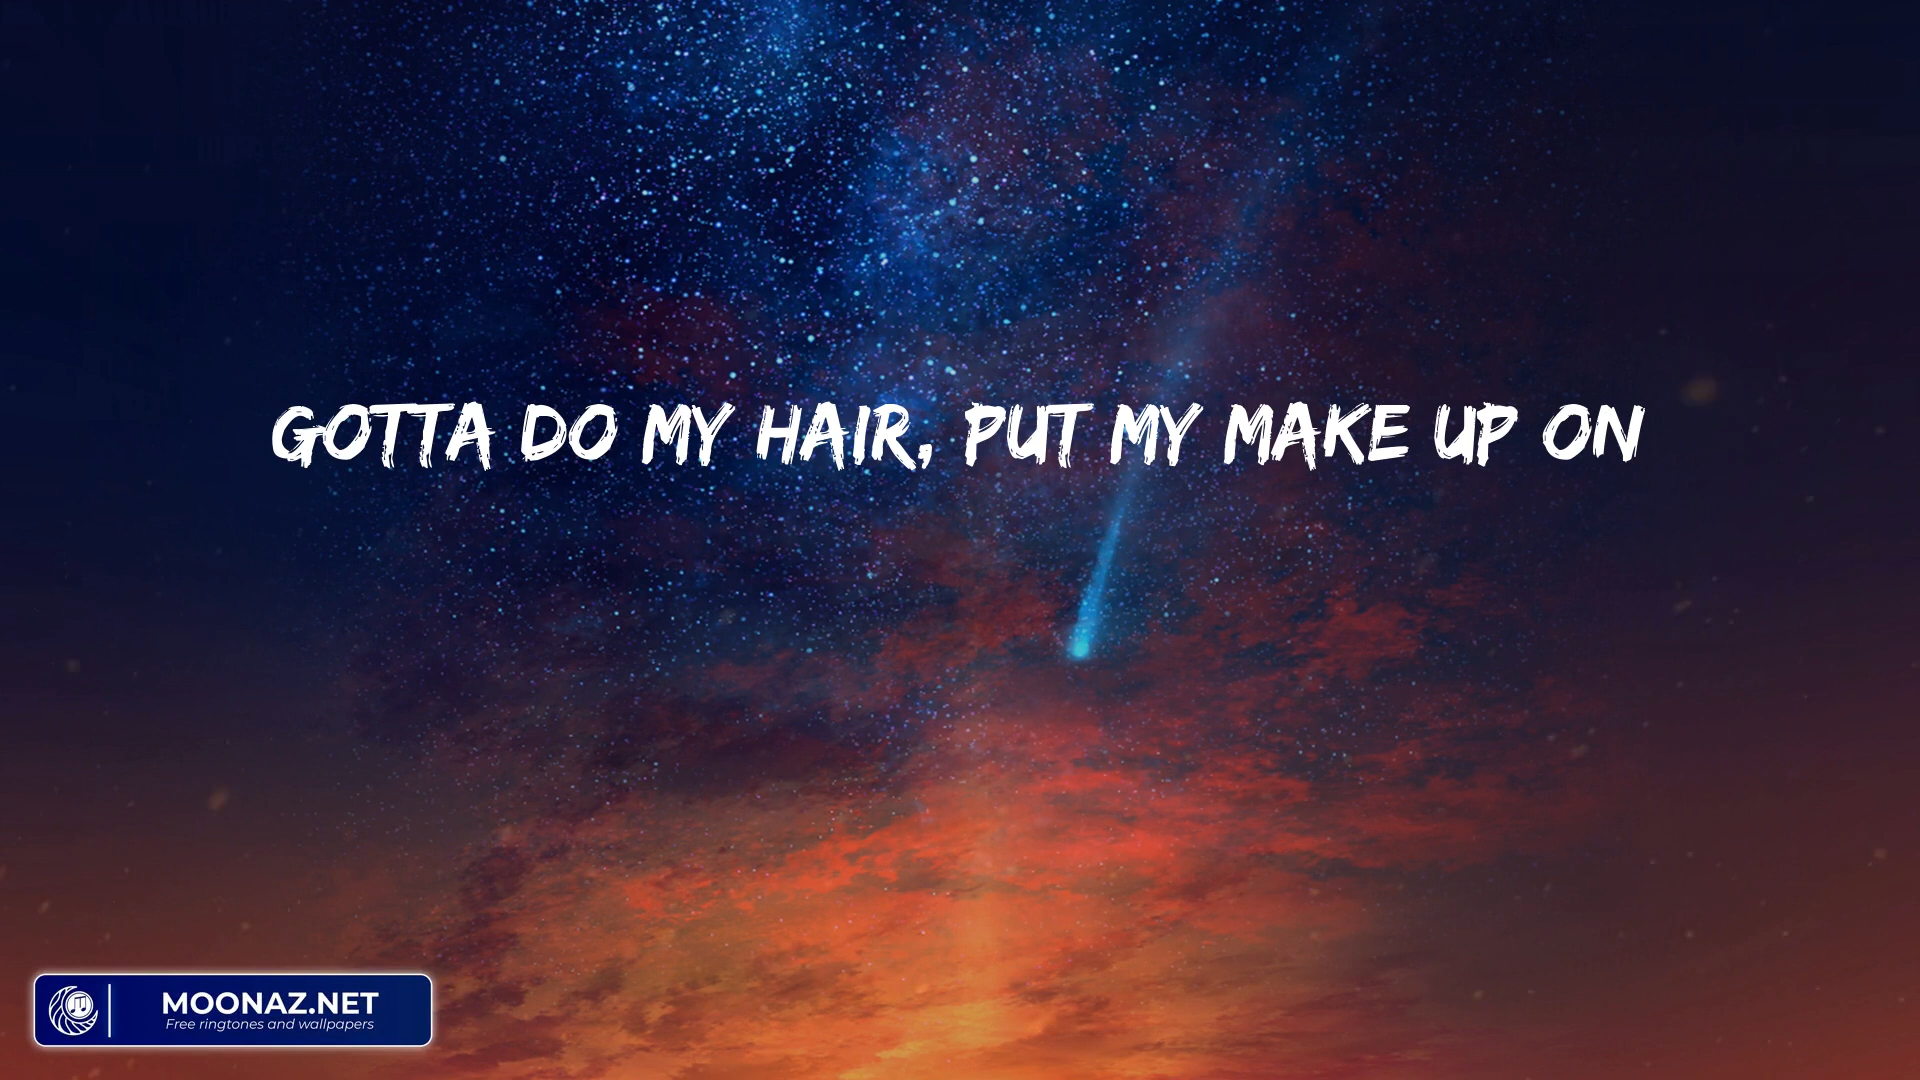 GOTTA DO MY HAIR, PUT MY MAKE UP ON
MOONAZ.NET
Free ringtones and wallpapers